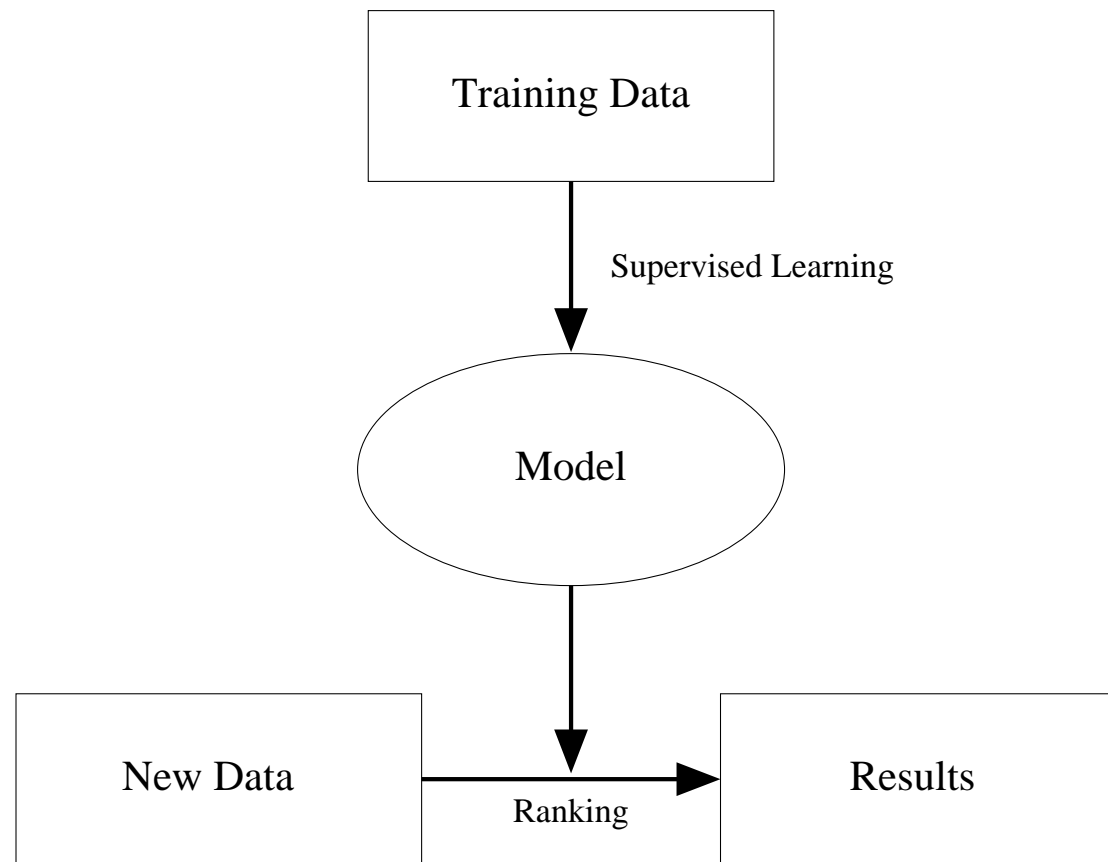 Training Data
Supervised Learning
Model
New Data
Results
Ranking